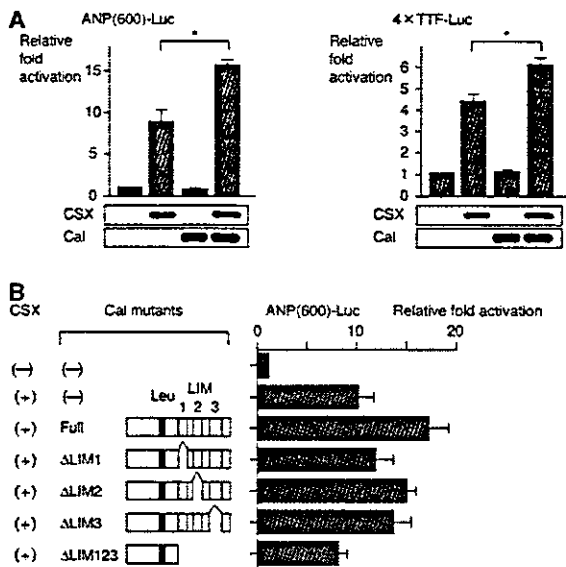 A
ANP(600)-Luc
4×TTF-Luc
Relative fold activation
Relative fold activation
*
*
15
10
5
0
6
5
4
3
2
1
0
CSX
Cal
CSX
Cal
B
CSX Cal mutants ANP(600)-Luc Relative fold activation
0 10 20
(−) (−)
Leu LIM
(+) (−) 1 2 3
(+) Full
(+) ΔLIM1
(+) ΔLIM2
(+) ΔLIM3
(+) ΔLIM123